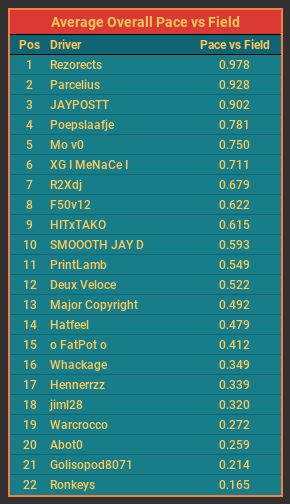 Average Overall Pace vs Field
Pos Driver Pace vs Field
1 Rezorects 0.978
2 Parcelius 0.928
3 JAYPOSTT 0.902
4 Poepslaafje 0.781
5 Mo v0 0.750
6 XG I MeNaCe I 0.711
7 R2Xdj 0.679
8 F50v12 0.622
9 HITxTAKO 0.615
10 SMOOOTH JAY D 0.593
11 PrintLamb 0.549
12 Deux Veloce 0.522
13 Major Copyright 0.492
14 Hatfeel 0.479
15 o FatPot o 0.412
16 Whackage 0.349
17 Hennerrzz 0.339
18 jiml28 0.320
19 Warcrocco 0.272
20 Abot0 0.259
21 Golisopod8071 0.214
22 Ronkeys 0.165